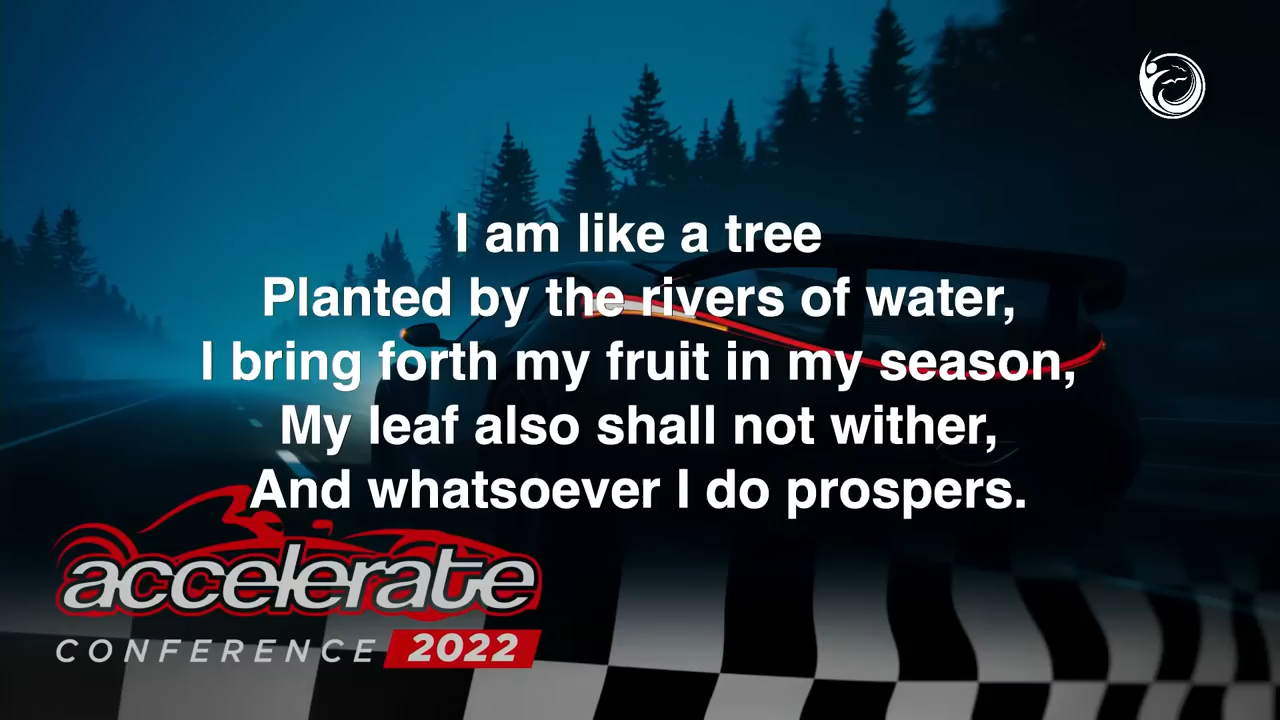 I am like a tree
Planted by the rivers of water,
I bring forth my fruit in my season,
My leaf also shall not wither,
And whatsoever I do prospers.
accelerate
CONFERENCE 2022